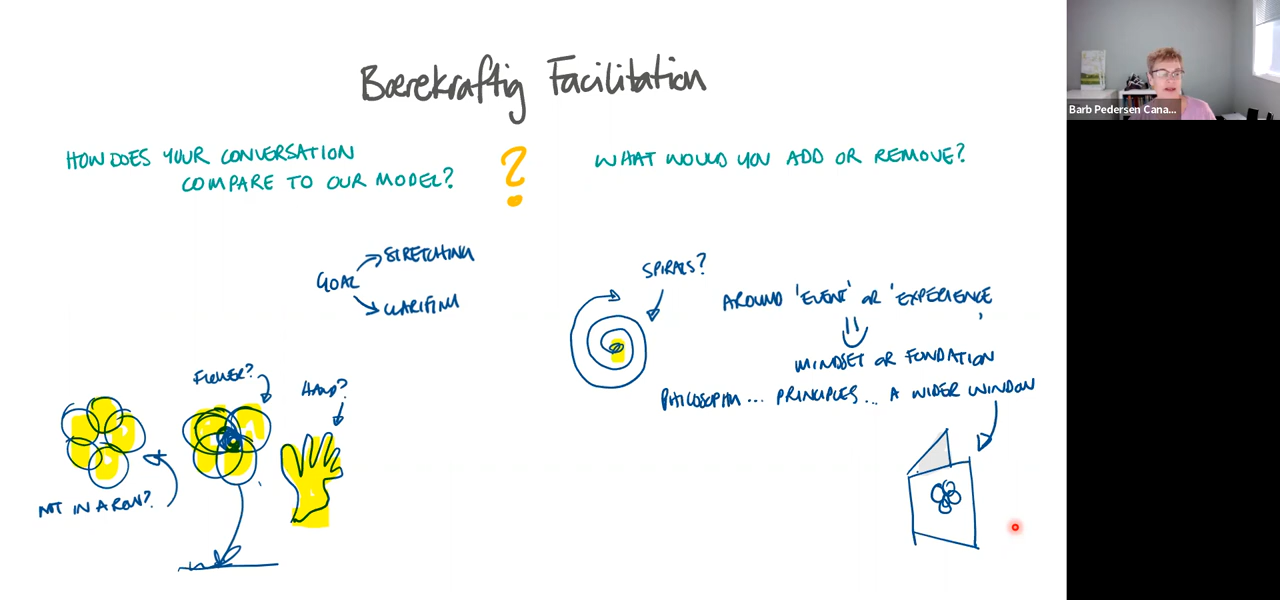 Bærekraftig Facilitation
HOW DOES YOUR CONVERSATION
COMPARE TO OUR MODEL?
?
WHAT WOULD YOU ADD OR REMOVE?
GOAL
STRETCHING
CLARIFING
FLOWER?
HAND?
NOT IN A ROW?
SPIRALS?
AROUND 'EVENT' OR 'EXPERIENCE'
MINDSET OR FONDATION
PHILOSOPHY... PRINCIPLES... A WIDER WINDOW
Barb Pedersen Cana...